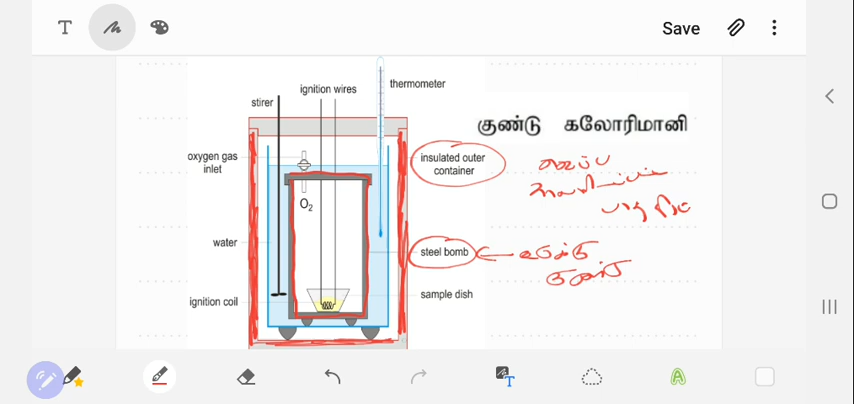 Save
thermometer
ignition wires
stirer
குண்டு கலோரிமானி
oxygen gas
inlet
insulated outer
container
O₂
water
steel bomb
உருக்கு
குண்டு
ignition coil
sample dish